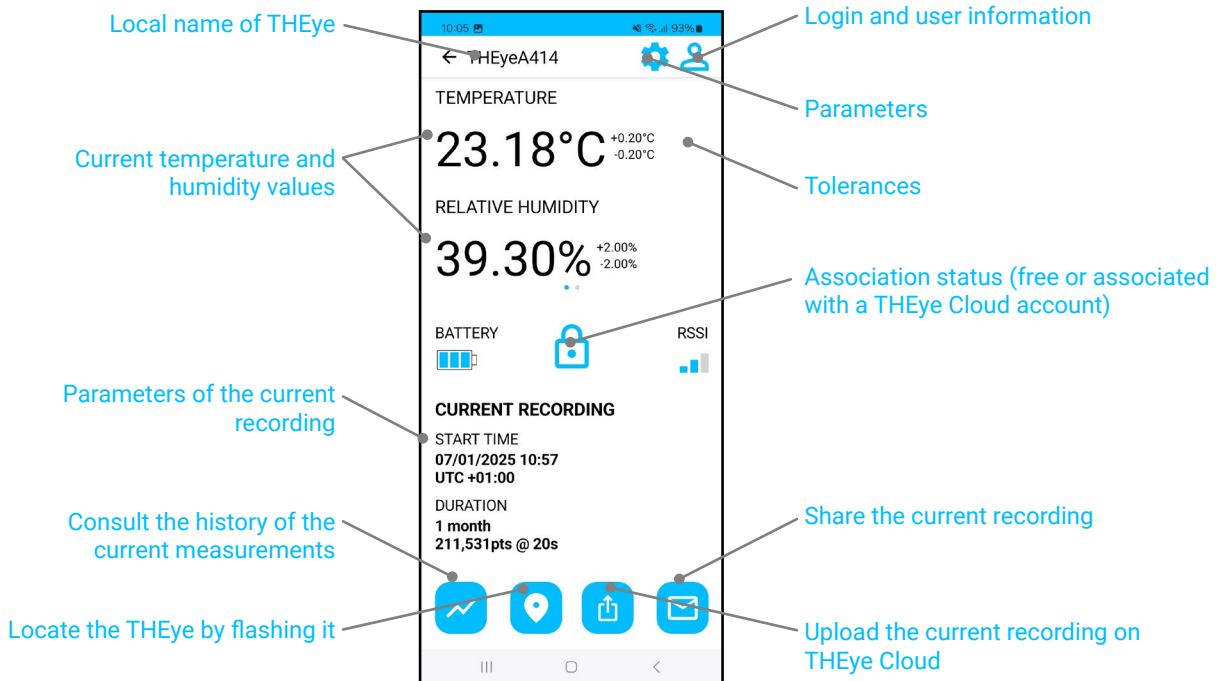 Local name of THEye
Login and user information
10:05
93%
THEyeA414
Parameters
TEMPERATURE
23.18°C
+0.20°C
-0.20°C
Current temperature and
humidity values
Tolerances
RELATIVE HUMIDITY
39.30%
+2.00%
-2.00%
Association status (free or associated
with a THEye Cloud account)
BATTERY
RSSI
Parameters of the current
recording
CURRENT RECORDING
START TIME
07/01/2025 10:57
UTC +01:00
DURATION
1 month
211,531pts @ 20s
Consult the history of the
current measurements
Share the current recording
Locate the THEye by flashing it
Upload the current recording on
THEye Cloud